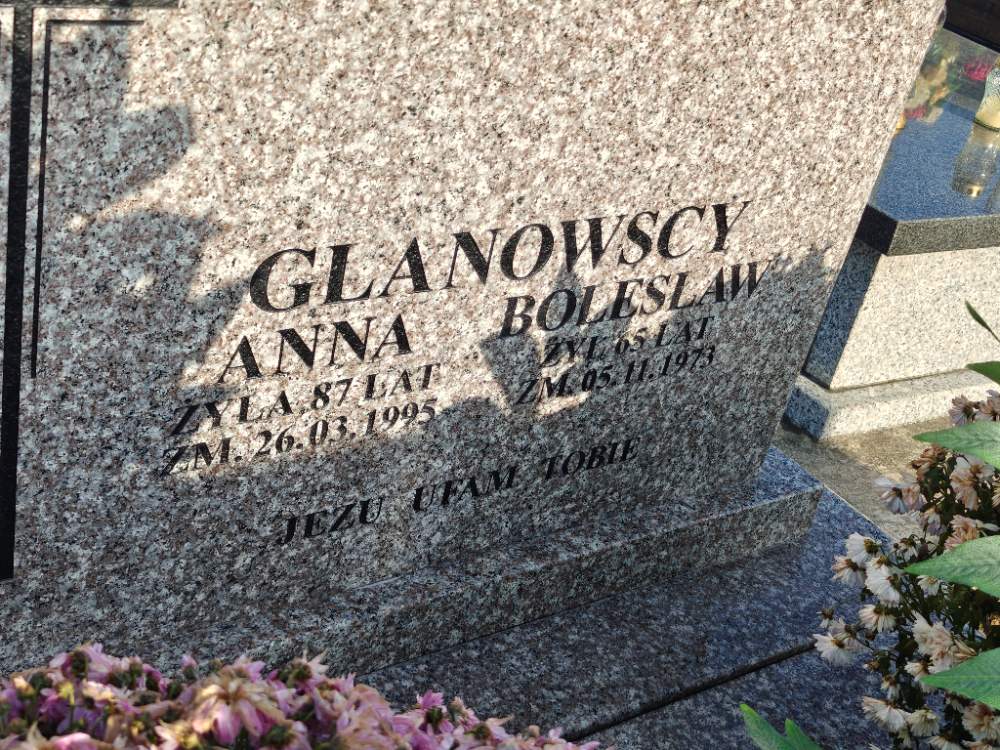 GLANOWSCY
ANNA BOLESŁAW
ŻYŁA 87 LAT ŻYŁ 65 LAT
ZM. 26.03.1995 ZM. 05.11.1973
JEZU UFAM TOBIE